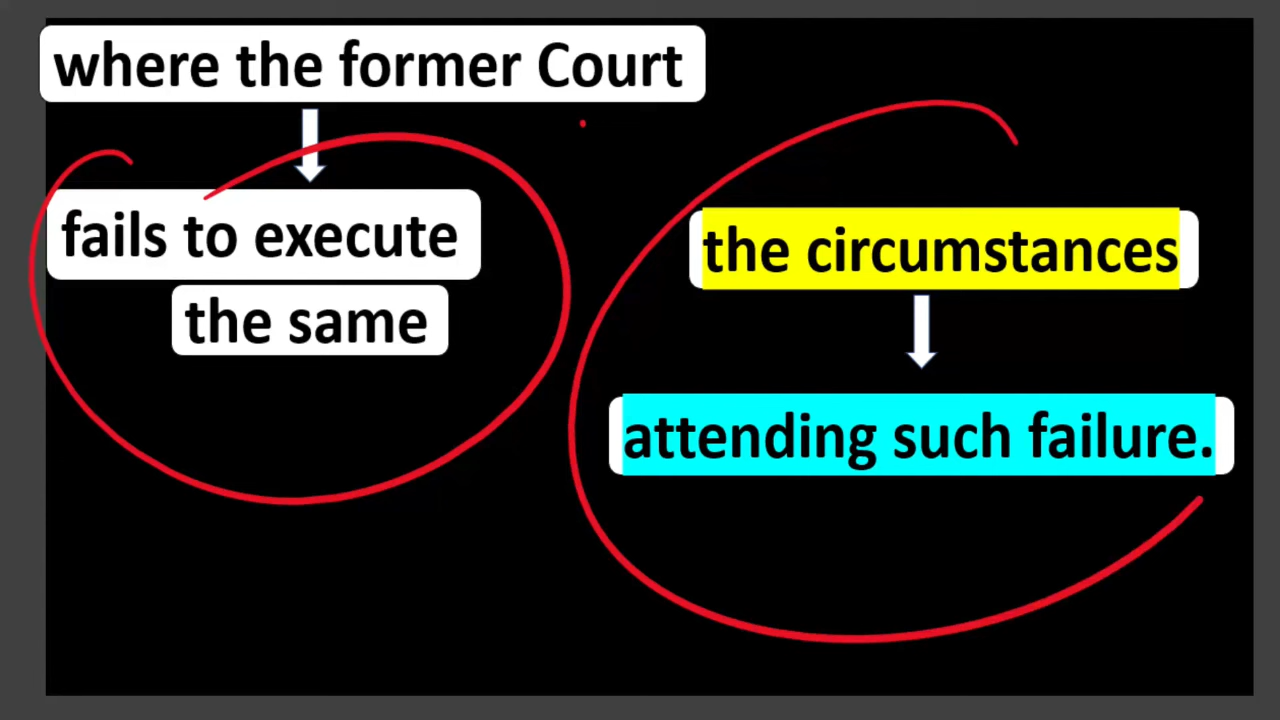 where the former Court
fails to execute
the same
the circumstances
attending such failure.